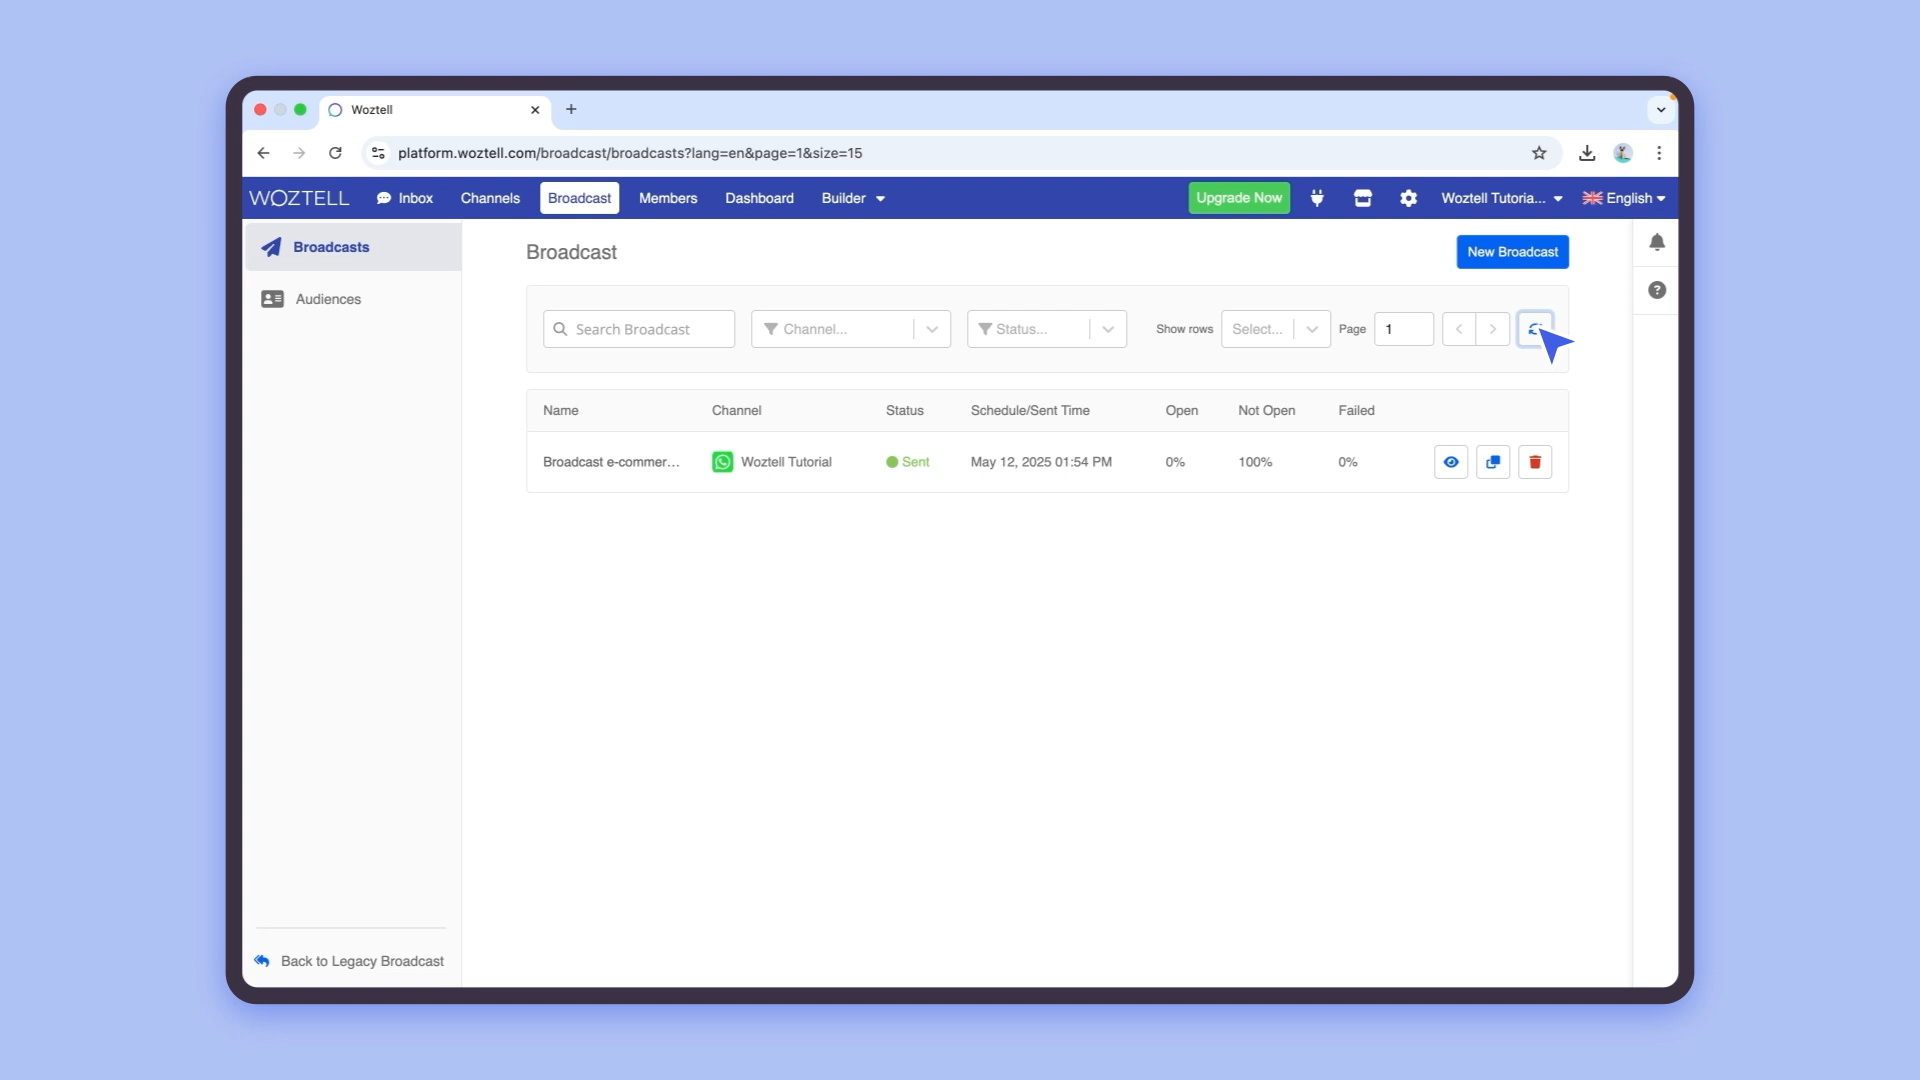 Woztell
platform.woztell.com/broadcast/broadcasts?lang=en&page=1&size=15
WOZTELL Inbox Channels Broadcast Members Dashboard Builder Upgrade Now Woztell Tutoria... English
Broadcasts
Audiences
Broadcast New Broadcast
Search Broadcast Channel... Status... Show rows Select... Page 1
Name Channel Status Schedule/Sent Time Open Not Open Failed
Broadcast e-commer... Woztell Tutorial Sent May 12, 2025 01:54 PM 0% 100% 0%
Back to Legacy Broadcast